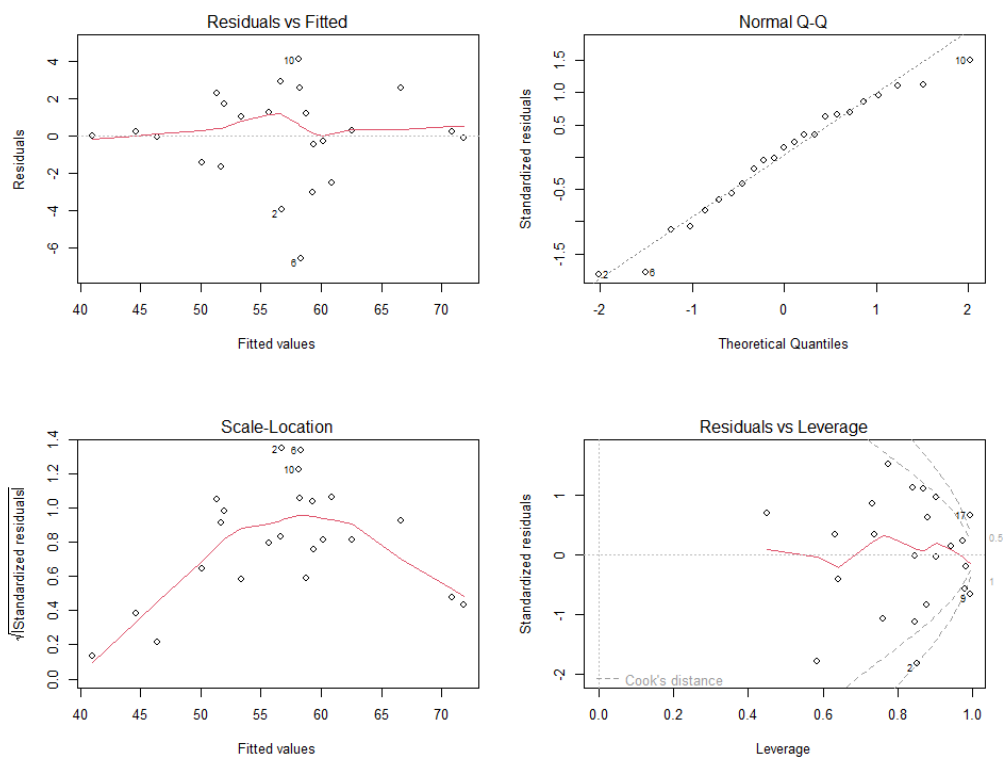 Residuals vs Fitted
Residuals
4
2
0
-2
-4
-6
10
2
6
40 45 50 55 60 65 70
Fitted values
Normal Q-Q
Standardized residuals
1.5
1.0
0.5
-0.5
-1.5
10
2
6
-2 -1 0 1 2
Theoretical Quantiles
Scale-Location
√|Standardized residuals|
1.4
1.2
1.0
0.8
0.6
0.4
0.2
0.0
2
6
10
40 45 50 55 60 65 70
Fitted values
Residuals vs Leverage
Standardized residuals
1
0
-1
-2
17
0.5
1
9
2
Cook's distance
0.0 0.2 0.4 0.6 0.8 1.0
Leverage